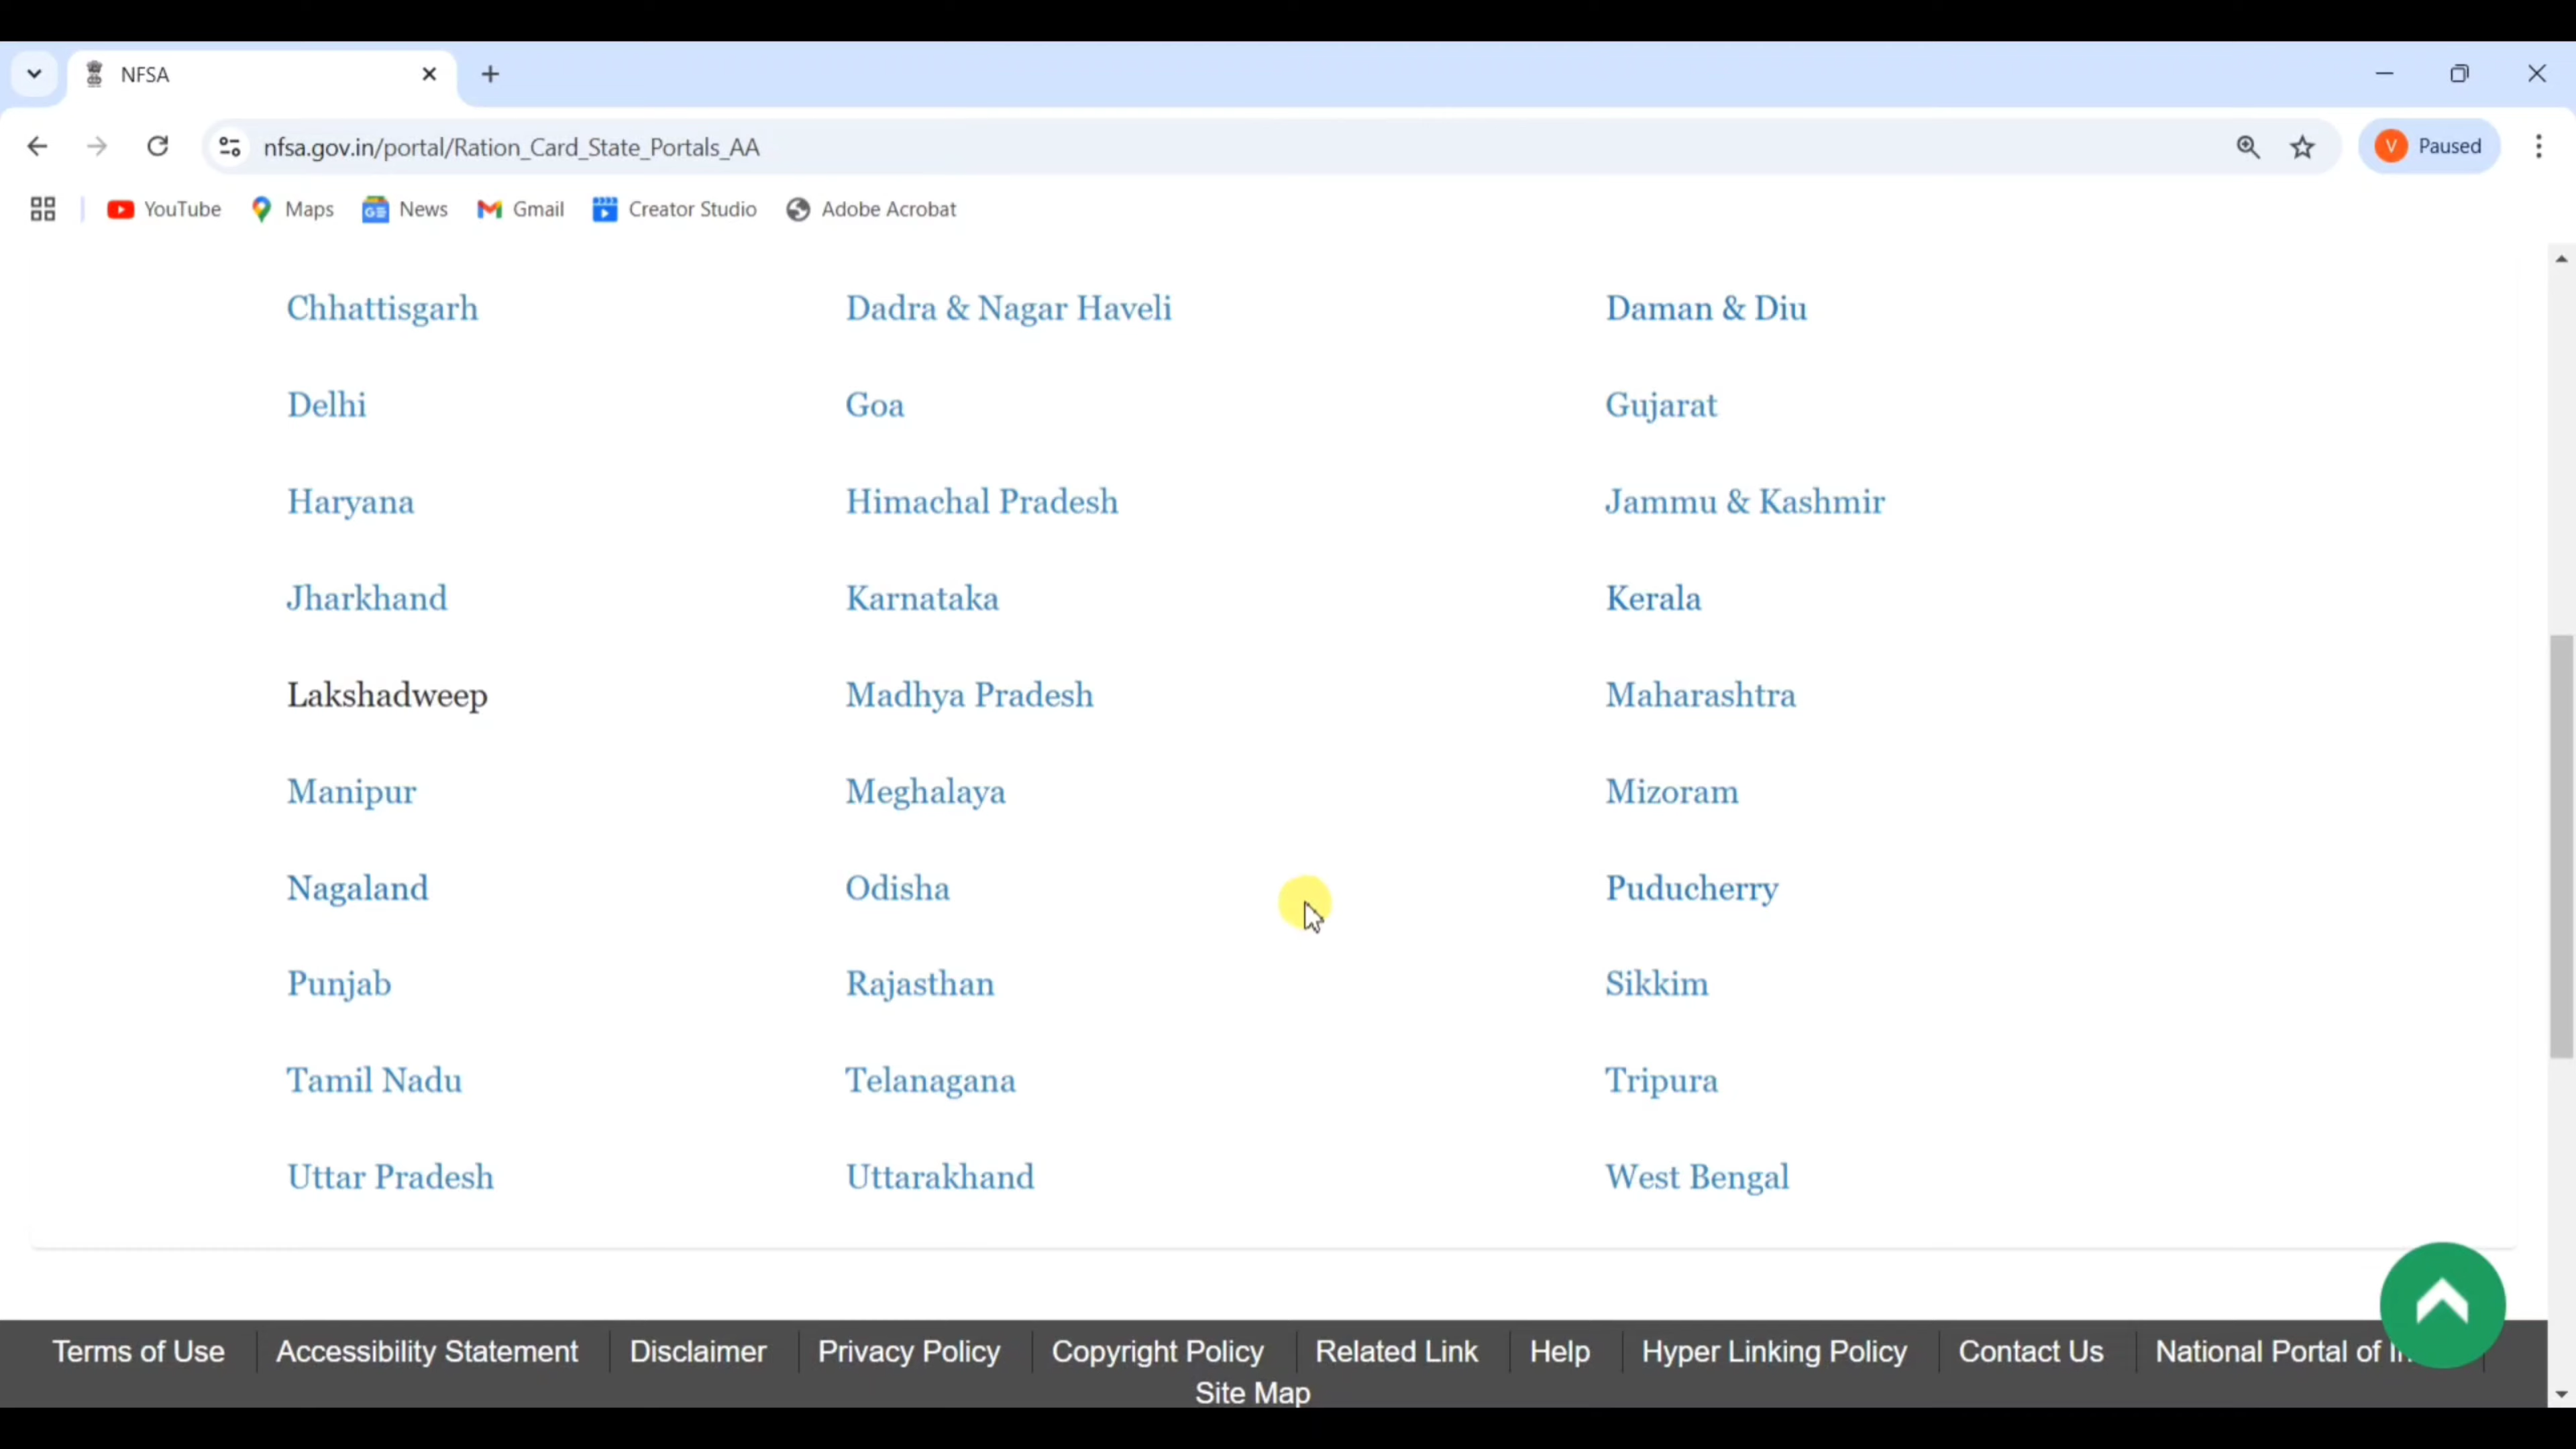 NFSA
nfsa.gov.in/portal/Ration_Card_State_Portals_AA
V Paused
YouTube Maps News Gmail Creator Studio Adobe Acrobat
Chhattisgarh Dadra & Nagar Haveli Daman & Diu
Delhi Goa Gujarat
Haryana Himachal Pradesh Jammu & Kashmir
Jharkhand Karnataka Kerala
Lakshadweep Madhya Pradesh Maharashtra
Manipur Meghalaya Mizoram
Nagaland Odisha Puducherry
Punjab Rajasthan Sikkim
Tamil Nadu Telanagana Tripura
Uttar Pradesh Uttarakhand West Bengal
Terms of Use Accessibility Statement Disclaimer Privacy Policy Copyright Policy Related Link Help Hyper Linking Policy Contact Us National Portal of
Site Map